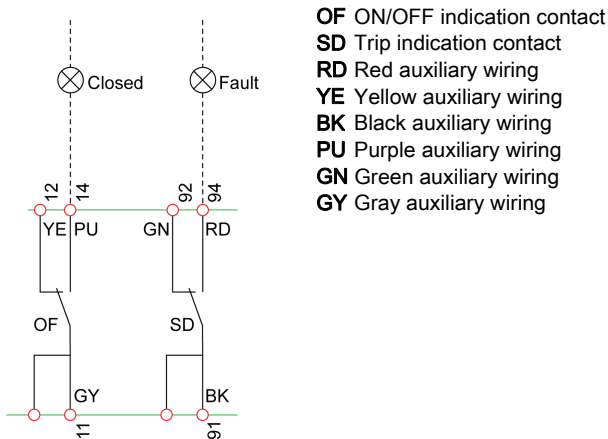 Closed
Fault
12
14
92
94
YE
PU
GN
RD
OF
SD
GY
BK
11
91
OF ON/OFF indication contact
SD Trip indication contact
RD Red auxiliary wiring
YE Yellow auxiliary wiring
BK Black auxiliary wiring
PU Purple auxiliary wiring
GN Green auxiliary wiring
GY Gray auxiliary wiring